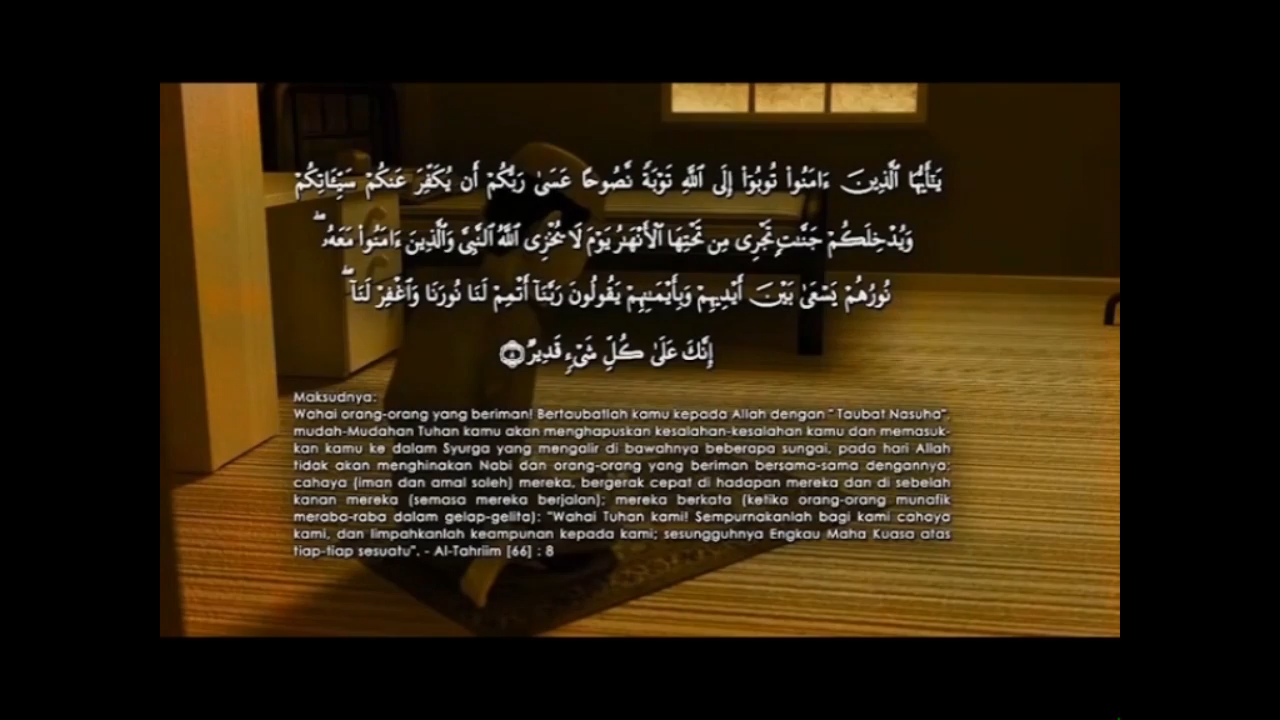 يَـٰٓأَيُّهَا ٱلَّذِينَ ءَامَنُوا۟ تُوبُوٓا۟ إِلَى ٱللَّهِ تَوْبَةً نَّصُوحًا عَسَىٰ رَبُّكُمْ أَن يُكَفِّرَ عَنكُمْ سَيِّـَٔاتِكُمْ
وَيُدْخِلَكُمْ جَنَّـٰتٍ تَجْرِى مِن تَحْتِهَا ٱلْأَنْهَـٰرُ يَوْمَ لَا يُخْزِى ٱللَّهُ ٱلنَّبِىَّ وَٱلَّذِينَ ءَامَنُوا۟ مَعَهُۥ ۖ
نُورُهُمْ يَسْعَىٰ بَيْنَ أَيْدِيهِمْ وَبِأَيْمَـٰنِهِمْ يَقُولُونَ رَبَّنَآ أَتْمِمْ لَنَا نُورَنَا وَٱغْفِرْ لَنَآ ۖ
إِنَّكَ عَلَىٰ كُلِّ شَىْءٍ قَدِيرٌ ٨
Maksudnya:
Wahai orang-orang yang beriman! Bertaubatlah kamu kepada Allah dengan " Taubat Nasuha",
mudah-Mudahan Tuhan kamu akan menghapuskan kesalahan-kesalahan kamu dan memasuk-
kan kamu ke dalam Syurga yang mengalir di bawahnya beberapa sungai, pada hari Allah
tidak akan menghinakan Nabi dan orang-orang yang beriman bersama-sama dengannya;
cahaya (iman dan amal soleh) mereka, bergerak cepat di hadapan mereka dan di sebelah
kanan mereka (semasa mereka berjalan); mereka berkata (ketika orang-orang munafik
meraba-raba dalam gelap-gelita): "Wahai Tuhan kami! Sempurnakanlah bagi kami cahaya
kami, dan limpahkanlah keampunan kepada kami; sesungguhnya Engkau Maha Kuasa atas
tiap-tiap sesuatu". - Al-Tahriim [66] : 8